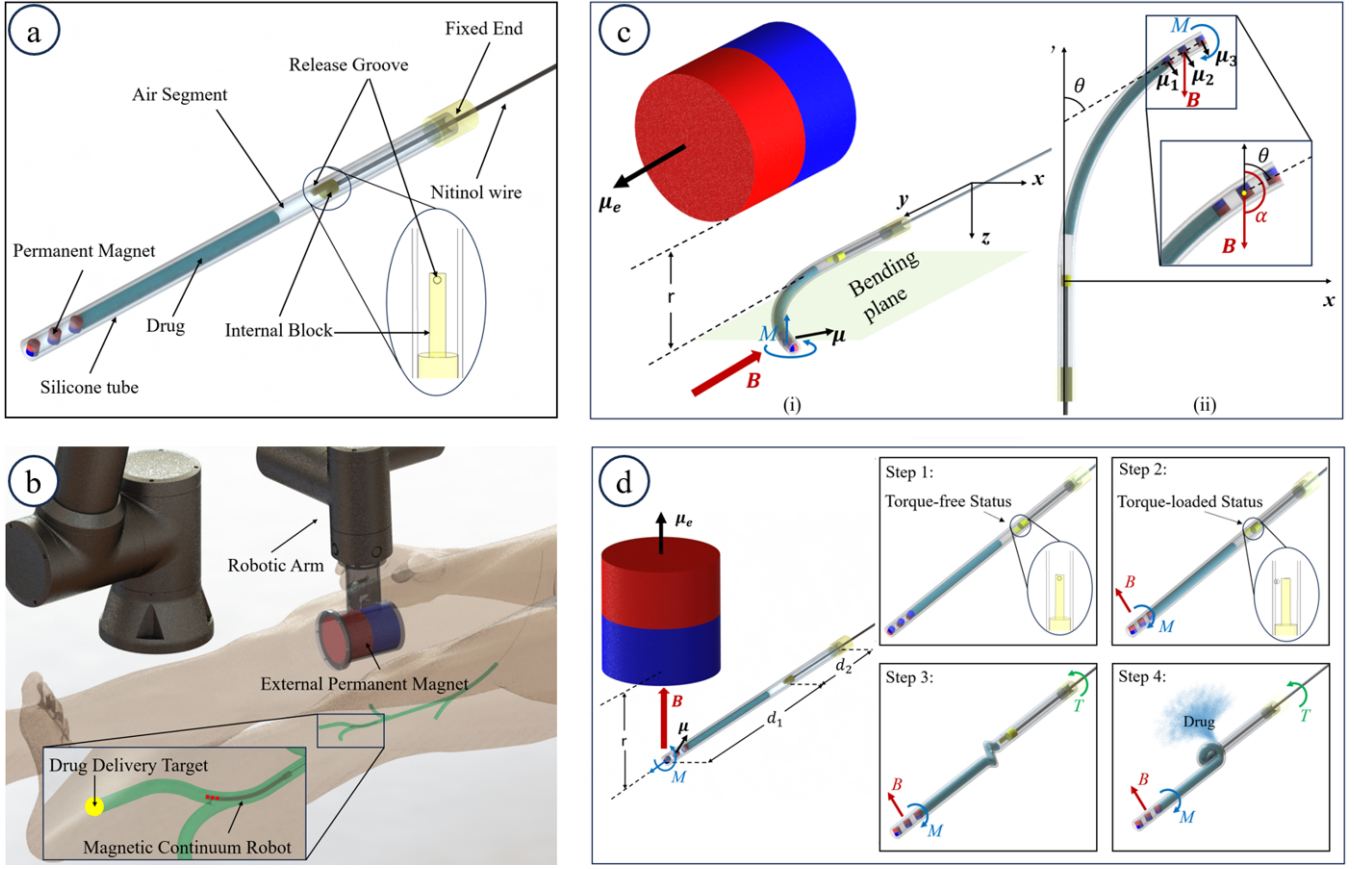 a
Fixed End
Release Groove
Air Segment
Nitinol wire
Permanent Magnet
Drug
Internal Block
Silicone tube
b
Robotic Arm
External Permanent Magnet
Drug Delivery Target
Magnetic Continuum Robot
c
μₑ
r
x
y
z
Bending
plane
M
μ
B
(i)
M
θ
μ₁
μ₂
μ₃
B
θ
α
B
x
(ii)
d
μₑ
B
r
μ
M
d₁
d₂
Step 1:
Torque-free Status
Step 2:
Torque-loaded Status
B
M
Step 3:
T
B
M
Step 4:
Drug
T
B
M